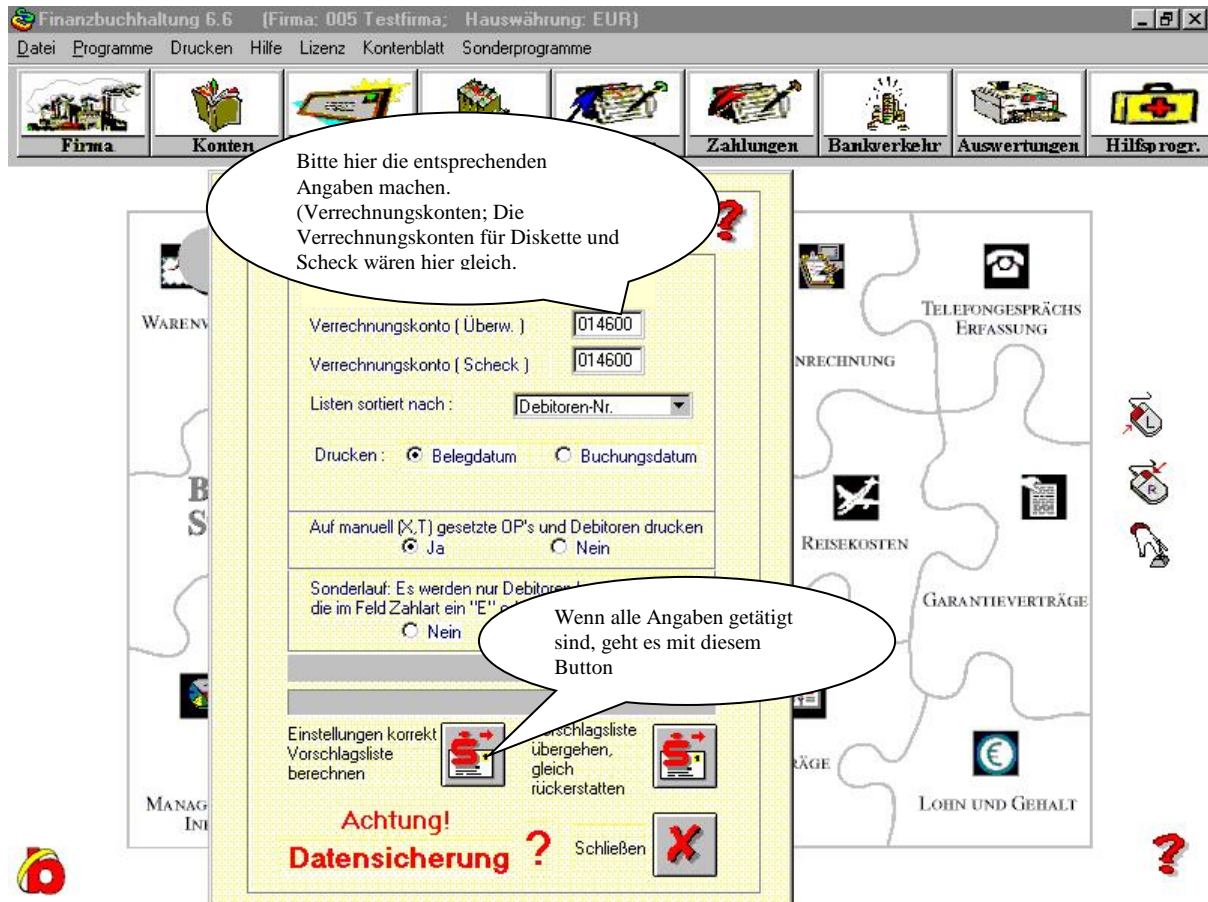 Finanzbuchhaltung 6.6 (Firma: 005 Testfirma; Hauswährung: EUR)
Datei Programme Drucken Hilfe Lizenz Kontenblatt Sonderprogramme
Firma Konten Zahlungen Bankverkehr Auswertungen Hilfsprogr.
Bitte hier die entsprechenden
Angaben machen.
(Verrechnungskonten; Die
Verrechnungskonten für Diskette und
Scheck wären hier gleich.
Verrechnungskonto ( Überw. ) 014600
Verrechnungskonto ( Scheck ) 014600
Listen sortiert nach : Debitoren-Nr.
Drucken : Belegdatum Buchungsdatum
Auf manuell (X,T) gesetzte OP's und Debitoren drucken
Ja Nein
Sonderlauf: Es werden nur Debitoren
die im Feld Zahlart ein "E"
Nein
Wenn alle Angaben getätigt
sind, geht es mit diesem
Button
Einstellungen korrekt
Vorschlagsliste
berechnen
Vorschlagsliste
übergehen,
gleich
rückerstatten
Achtung!
Datensicherung ?
Schließen
WARENW
B
S
MANAG
INF
NRECHNUNG
TELEFONGESPRÄCHS
ERFASSUNG
REISEKOSTEN
GARANTIEVERTRÄGE
RÄGE
LOHN UND GEHALT
L
R